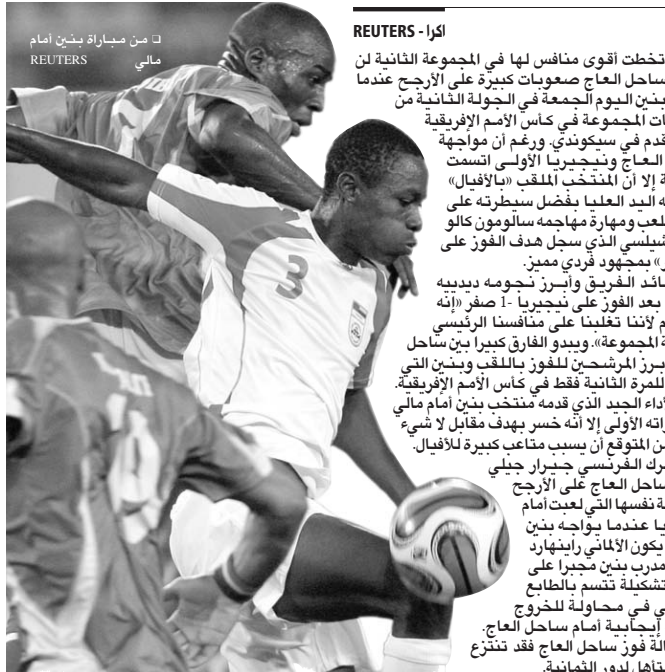 ❑ من مباراة بنين أمام
مالي REUTERS
اكرا - REUTERS
تخطت أقوى منافس لها في المجموعة الثانية لن
ساحل العاج صعوبات كبيرة على الأرجح عندما
بنين اليوم الجمعة في الجولة الثانية من
ات المجموعة في كأس الأمم الإفريقية
قدم في سيكوندي. ورغم أن مواجهة
العاج ونيجيريا الأولى اتسمت
ة إلا أن المنتخب الملقب «بالأفيال»
ه اليد العليا بفضل سيطرته على
لعب ومهارة مهاجمه سالومون كالو
شيلسي الذي سجل هدف الفوز على
» بمجهود فردي مميز.
ائد الفريق وأبرز نجومه ديدييه
بعد الفوز على نيجيريا 1- صفر «إنه
م لأننا تغلبنا على منافسنا الرئيسي
ة المجموعة». ويبدو الفارق كبيرا بين ساحل
برز المرشحين للفوز باللقب وبنين التي
للمرة الثانية فقط في كأس الأمم الإفريقية.
أداء الجيد الذي قدمه منتخب بنين أمام مالي
راته الأولى إلا أنه خسر بهدف مقابل لا شيء
من المتوقع أن يسبب متاعب كبيرة للأفيال.
رك الفرنسي جيرار جيلي
ساحل العاج على الأرجح
ة نفسها التي لعبت أمام
يا عندما يواجه بنين
يكون الألماني راينهارد
مدرب بنين مجبرا على
تشكيلة تتسم بالطابع
ي في محاولة للخروج
إيجابية أمام ساحل العاج.
الة فوز ساحل العاج فقد تنتزع
تأهل لدور الثمانية.
3
10